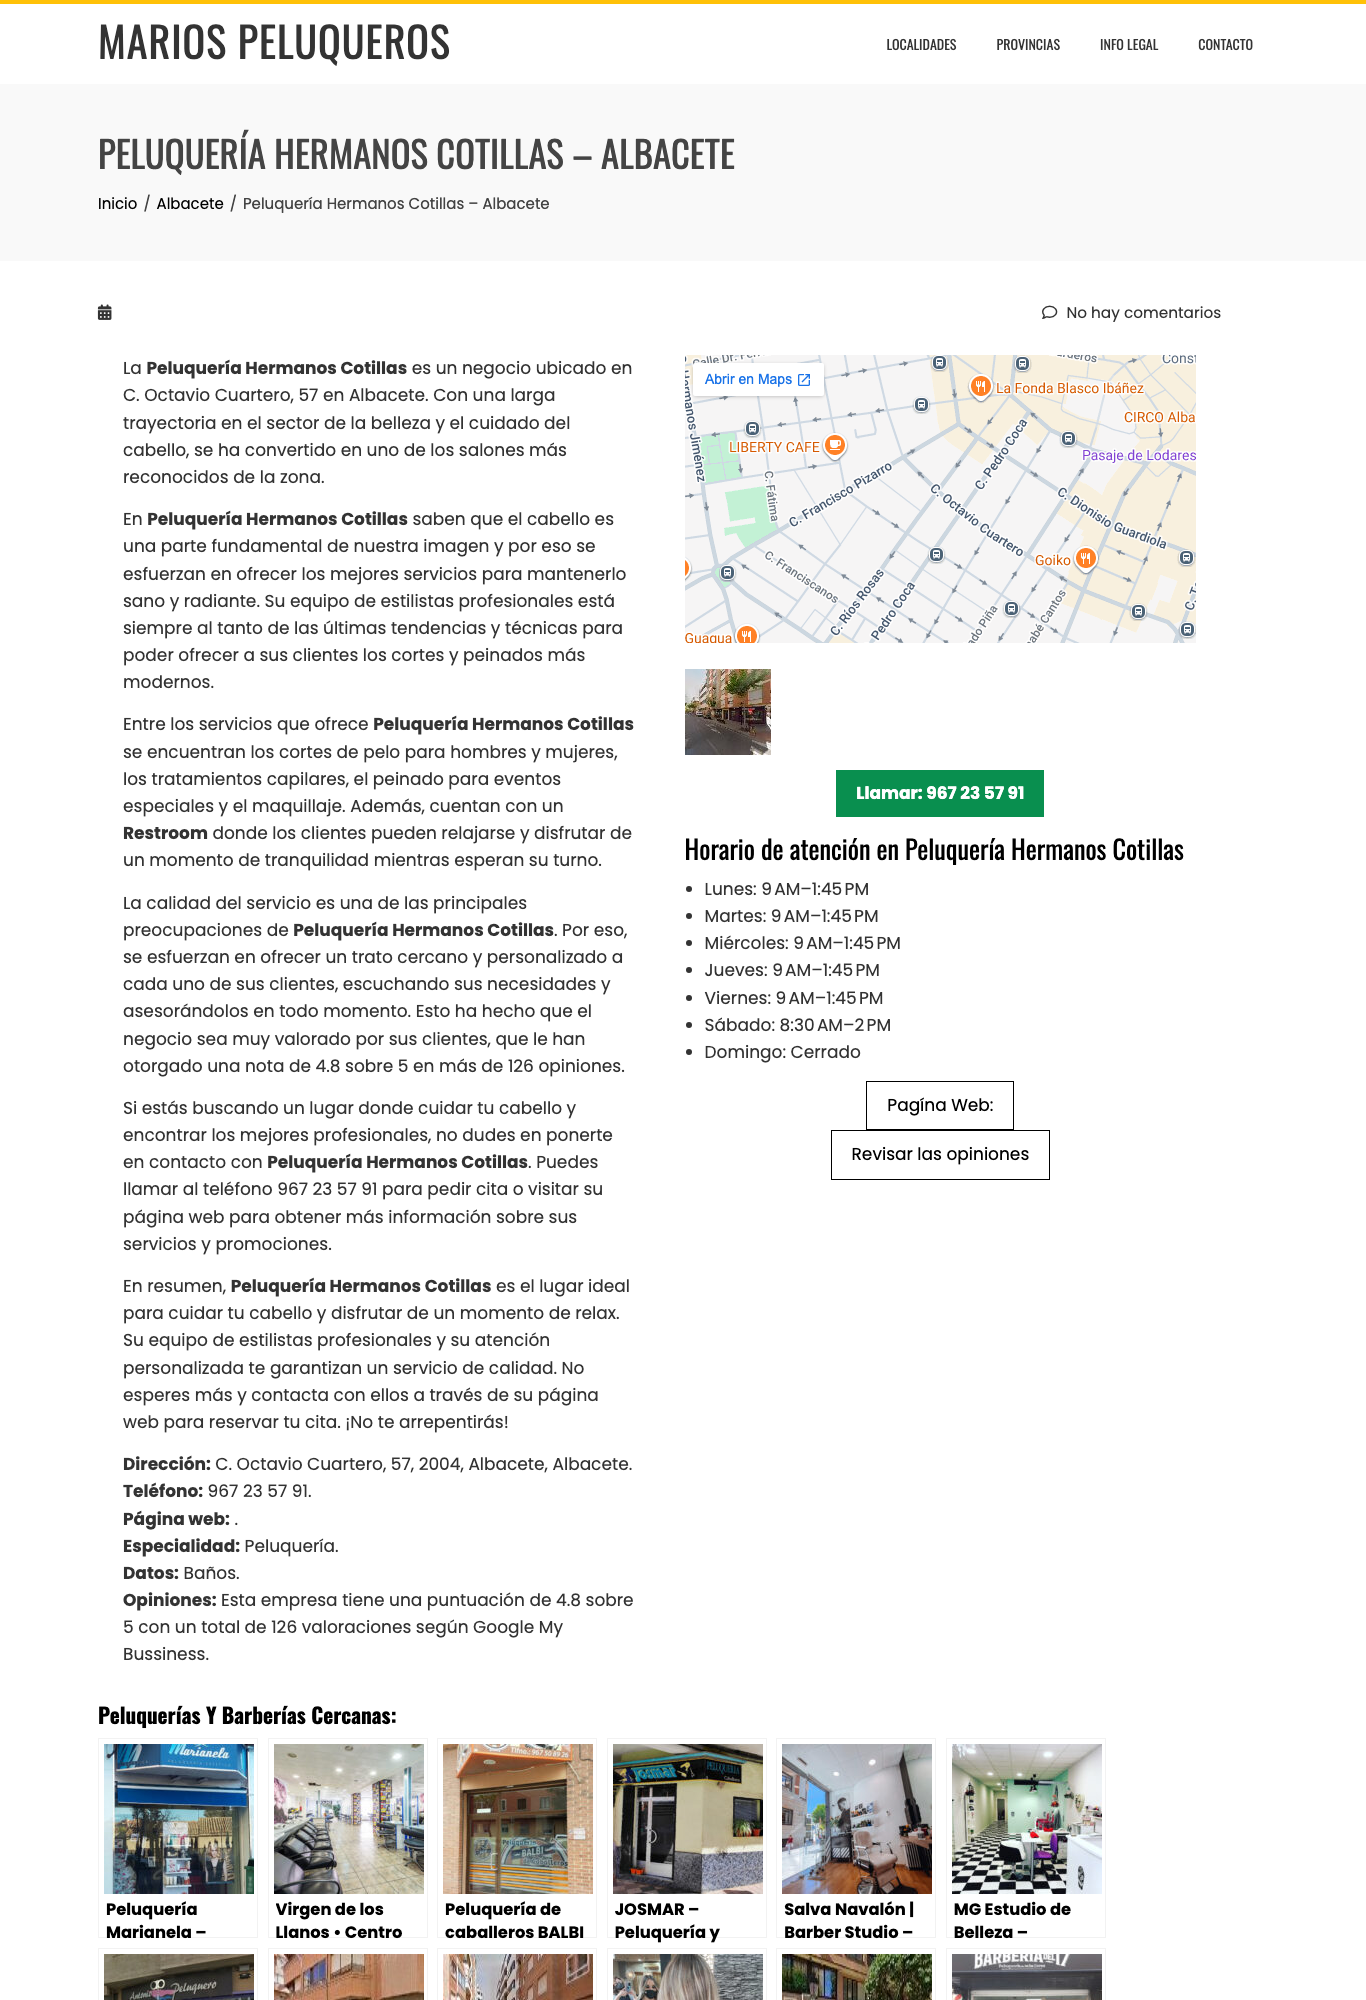 MARIOS PELUQUEROS
LOCALIDADES
PROVINCIAS
INFO LEGAL
CONTACTO
PELUQUERÍA HERMANOS COTILLAS – ALBACETE
Inicio / Albacete / Peluquería Hermanos Cotillas – Albacete
No hay comentarios
La Peluquería Hermanos Cotillas es un negocio ubicado en
C. Octavio Cuartero, 57 en Albacete. Con una larga
trayectoria en el sector de la belleza y el cuidado del
cabello, se ha convertido en uno de los salones más
reconocidos de la zona.
En Peluquería Hermanos Cotillas saben que el cabello es
una parte fundamental de nuestra imagen y por eso se
esfuerzan en ofrecer los mejores servicios para mantenerlo
sano y radiante. Su equipo de estilistas profesionales está
siempre al tanto de las últimas tendencias y técnicas para
poder ofrecer a sus clientes los cortes y peinados más
modernos.
Entre los servicios que ofrece Peluquería Hermanos Cotillas
se encuentran los cortes de pelo para hombres y mujeres,
los tratamientos capilares, el peinado para eventos
especiales y el maquillaje. Además, cuentan con un
Restroom donde los clientes pueden relajarse y disfrutar de
un momento de tranquilidad mientras esperan su turno.
La calidad del servicio es una de las principales
preocupaciones de Peluquería Hermanos Cotillas. Por eso,
se esfuerzan en ofrecer un trato cercano y personalizado a
cada uno de sus clientes, escuchando sus necesidades y
asesorándolos en todo momento. Esto ha hecho que el
negocio sea muy valorado por sus clientes, que le han
otorgado una nota de 4.8 sobre 5 en más de 126 opiniones.
Si estás buscando un lugar donde cuidar tu cabello y
encontrar los mejores profesionales, no dudes en ponerte
en contacto con Peluquería Hermanos Cotillas. Puedes
llamar al teléfono 967 23 57 91 para pedir cita o visitar su
página web para obtener más información sobre sus
servicios y promociones.
En resumen, Peluquería Hermanos Cotillas es el lugar ideal
para cuidar tu cabello y disfrutar de un momento de relax.
Su equipo de estilistas profesionales y su atención
personalizada te garantizan un servicio de calidad. No
esperes más y contacta con ellos a través de su página
web para reservar tu cita. ¡No te arrepentirás!
Dirección: C. Octavio Cuartero, 57, 2004, Albacete, Albacete.
Teléfono: 967 23 57 91.
Página web: .
Especialidad: Peluquería.
Datos: Baños.
Opiniones: Esta empresa tiene una puntuación de 4.8 sobre
5 con un total de 126 valoraciones según Google My
Bussiness.
Calle Dr.
Abrir en Maps
Hermanos Jiménez
LIBERTY CAFE
C. Fátima
C. Francisco Pizarro
C. Pedro Coca
La Fonda Blasco Ibáñez
CIRCO Alba
Pasaje de Lodares
C. Octavio Cuartero
C. Dionisio Guardiola
Goiko
C. Franciscanos
C. Ríos Rosas
Pedro Coca
Guagua
Llamar: 967 23 57 91
Horario de atención en Peluquería Hermanos Cotillas
Lunes: 9 AM–1:45 PM
Martes: 9 AM–1:45 PM
Miércoles: 9 AM–1:45 PM
Jueves: 9 AM–1:45 PM
Viernes: 9 AM–1:45 PM
Sábado: 8:30 AM–2 PM
Domingo: Cerrado
Pagína Web:
Revisar las opiniones
Peluquerías Y Barberías Cercanas:
Marianela
BALBI
PELUQUERIA
Peluquería
Marianela –
Virgen de los
Llanos • Centro
Peluquería de
caballeros BALBI
JOSMAR –
Peluquería y
Salva Navalón |
Barber Studio –
MG Estudio de
Belleza –
Antonio Peluquero
BARBERIA 17